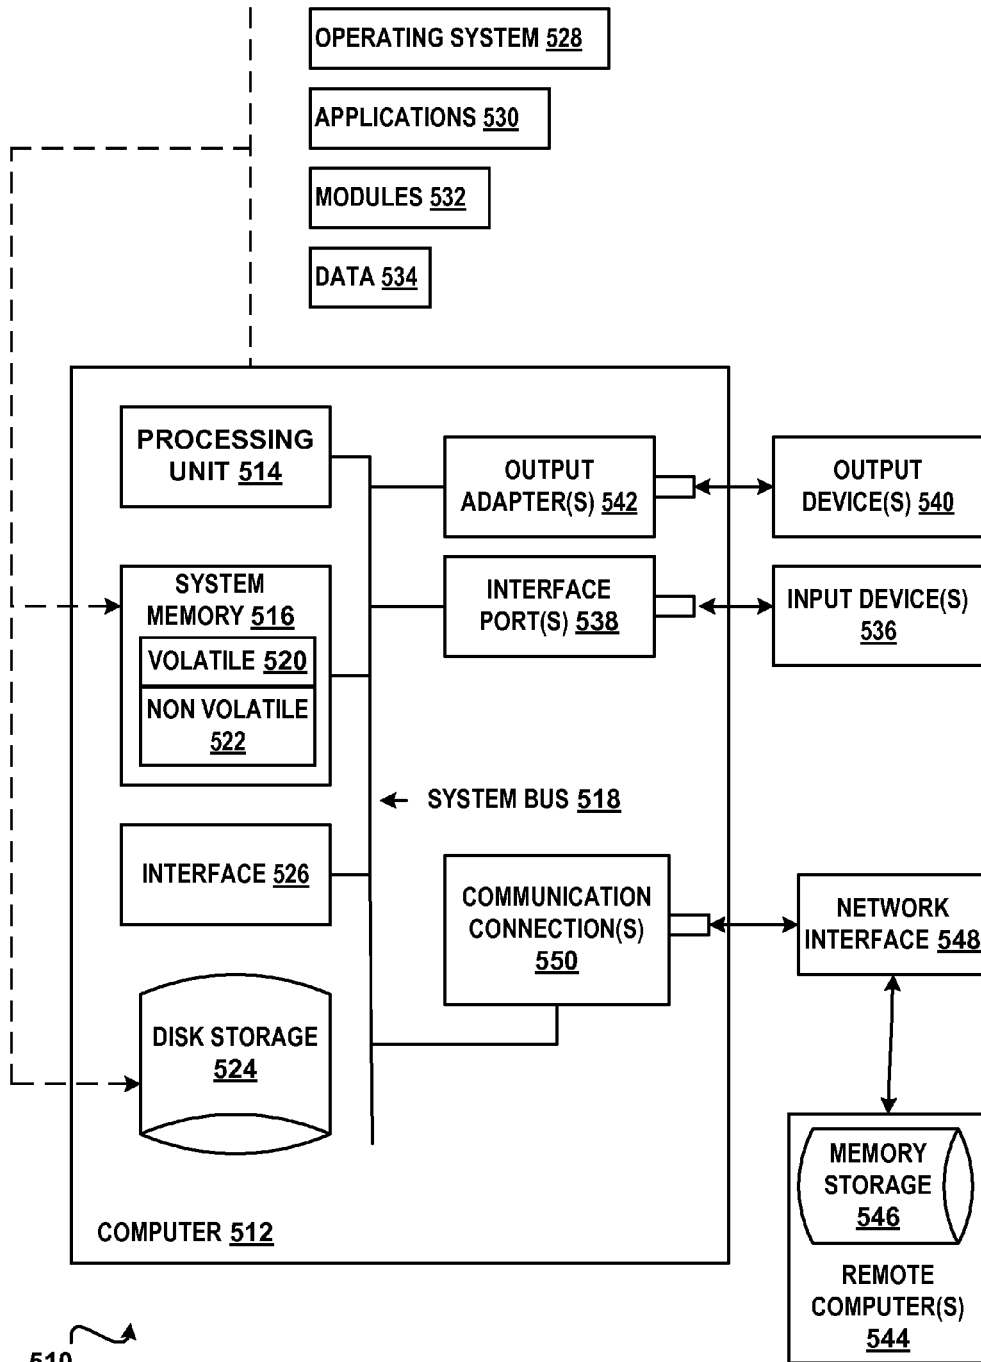 OPERATING SYSTEM 528
APPLICATIONS 530
MODULES 532
DATA 534
PROCESSING
UNIT 514
OUTPUT
ADAPTER(S) 542
OUTPUT
DEVICE(S) 540
SYSTEM
MEMORY 516
VOLATILE 520
NON VOLATILE
522
INTERFACE
PORT(S) 538
INPUT DEVICE(S)
536
SYSTEM BUS 518
INTERFACE 526
COMMUNICATION
CONNECTION(S)
550
NETWORK
INTERFACE 548
DISK STORAGE
524
MEMORY
STORAGE
546
REMOTE
COMPUTER(S)
544
COMPUTER 512
510